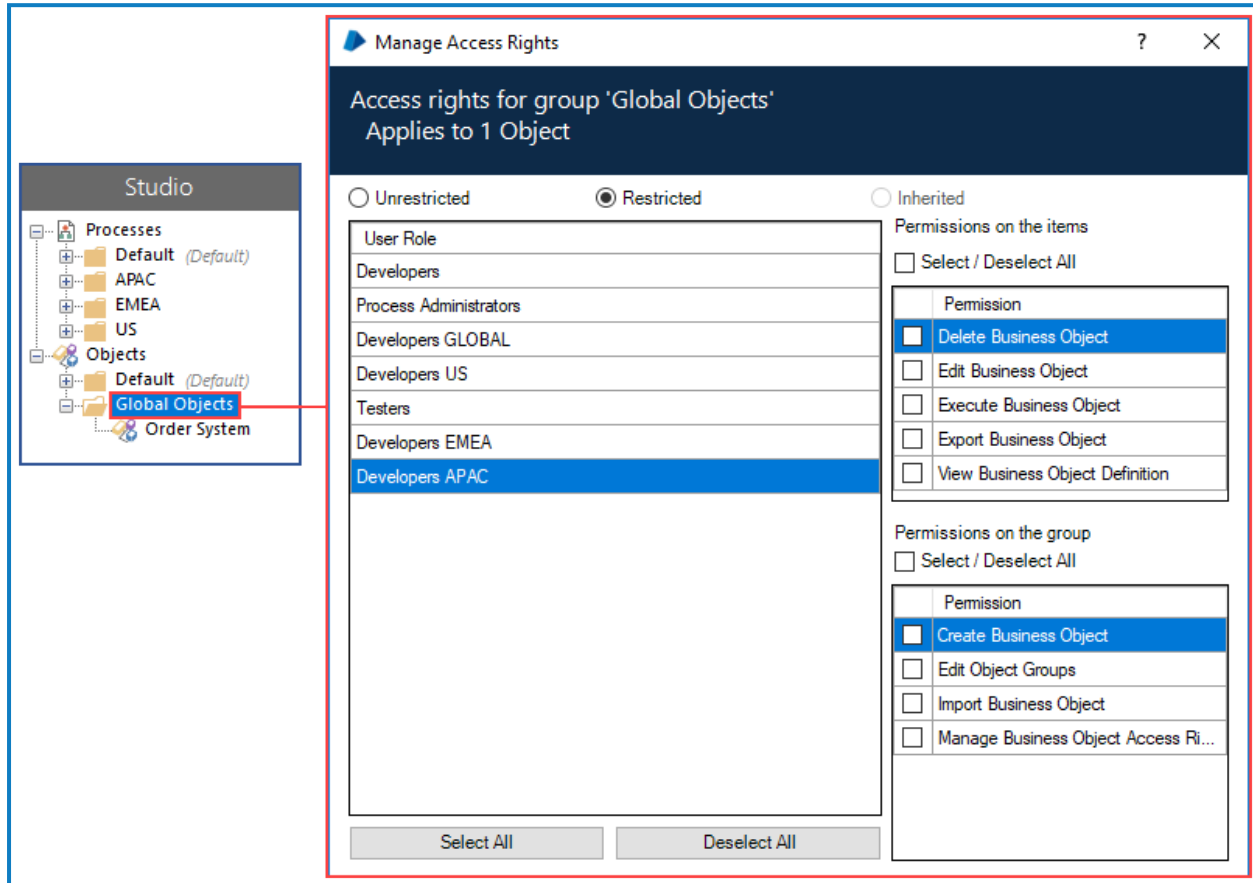 Studio
Processes
Default (Default)
APAC
EMEA
US
Objects
Default (Default)
Global Objects
Order System
Manage Access Rights ?
Access rights for group 'Global Objects'
Applies to 1 Object
Unrestricted Restricted Inherited
User Role
Developers
Process Administrators
Developers GLOBAL
Developers US
Testers
Developers EMEA
Developers APAC
Select All Deselect All
Permissions on the items
Select / Deselect All
Permission
Delete Business Object
Edit Business Object
Execute Business Object
Export Business Object
View Business Object Definition
Permissions on the group
Select / Deselect All
Permission
Create Business Object
Edit Object Groups
Import Business Object
Manage Business Object Access Ri...